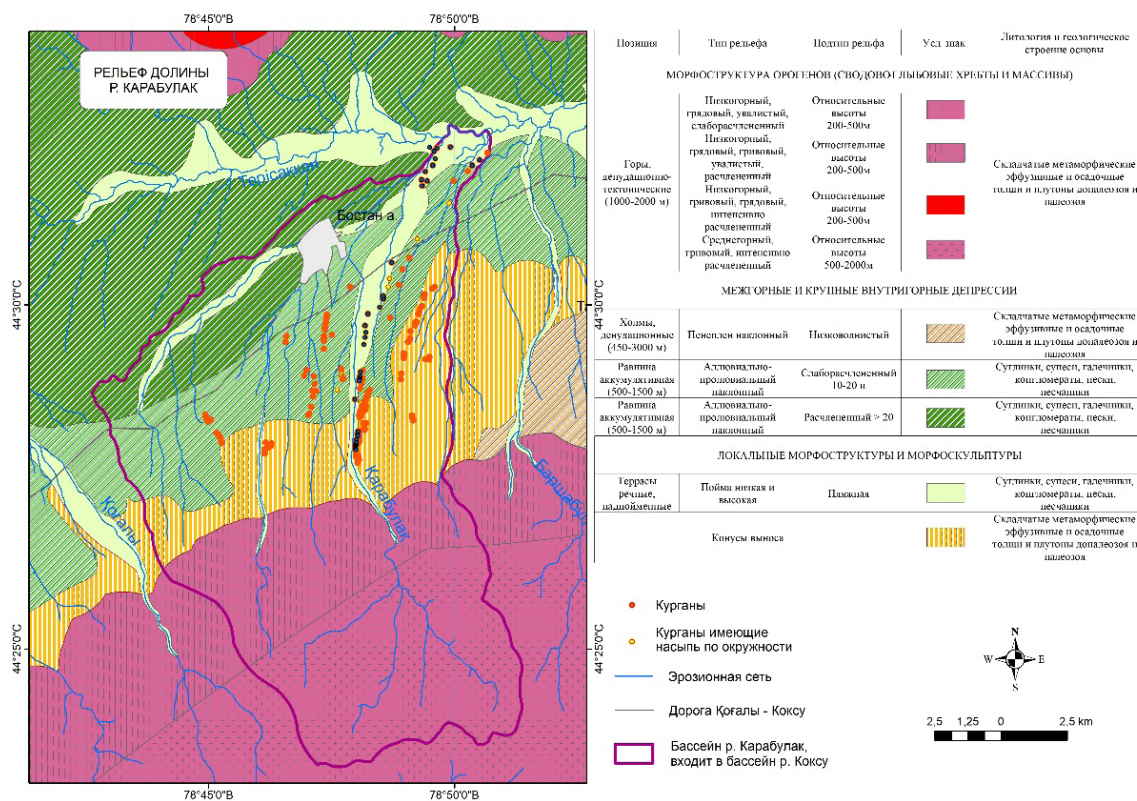 78°45'0"В
78°50'0"В
РЕЛЬЕФ ДОЛИНЫ
Р. КАРАБУЛАК
Бостан а.
Карабулак
Қоғалы
44°30'0"С
44°25'0"С
44°30'0"С
44°25'0"С
78°45'0"В
78°50'0"В
Позиция
Тип рельефа
Подтип рельфа
Усл знак
Литология и геологическое
строение основы
МОРФОСТРУКТУРА ОРОГЕНОВ (СВОДОВО-ГЛЫБОВЫЕ ХРЕБТЫ И МАССИВЫ)
Горы,
денудационно-
тектонические
(1000-2000 м)
Низкогорный,
грядовый, увалистый,
слаборасчлененный
Относительные
высоты
200-500м
Низкогорный,
грядовый, гривовый,
увалистый,
расчлененный
Относительные
высоты
200-500м
Низкогорный,
гривовый, грядовый,
интенсивно
расчлененный
Относительные
высоты
200-500м
Среднегорный,
гривовый, интенсивно
расчлененный
Относительные
высоты
500-2000м
Складчатые метаморфические
эффузивные и осадочные
толщи и плутоны допалеозоя и
палеозоя
МЕЖГОРНЫЕ И КРУПНЫЕ ВНУТРИГОРНЫЕ ДЕПРЕССИИ
Холмы,
денудационные
(450-3000 м)
Пенеплен наклонный
Низковолнистый
Складчатые метаморфические
эффузивные и осадочные
толщи и плутоны допалеозоя и
палеозоя
Равнина
аккумулятивная
(500-1500 м)
Аллювиально-
пролювиальный
наклонный
Слаборасчлененный
10-20 м
Суглинки, супеси, галечники,
конгломераты, пески,
песчаники
Равнина
аккумулятивная
(500-1500 м)
Аллювиально-
пролювиальный
наклонный
Расчлененный > 20
Суглинки, супеси, галечники,
конгломераты, пески,
песчаники
ЛОКАЛЬНЫЕ МОРФОСТРУКТУРЫ И МОРФОСКУЛЬПТУРЫ
Террасы
речные,
надпойменные
Пойма низкая и
высокая
Пляжная
Суглинки, супеси, галечники,
конгломераты, пески,
песчаники
Конусы выноса
Складчатые метаморфические
эффузивные и осадочные
толщи и плутоны допалеозоя и
палеозоя
Курганы
Курганы имеющие
насыпь по окружности
Эрозионная сеть
Дорога Қоғалы - Коксу
Бассейн р. Карабулак,
входит в бассейн р. Коксу
N
W E
S
2,5 1,25 0 2,5 km